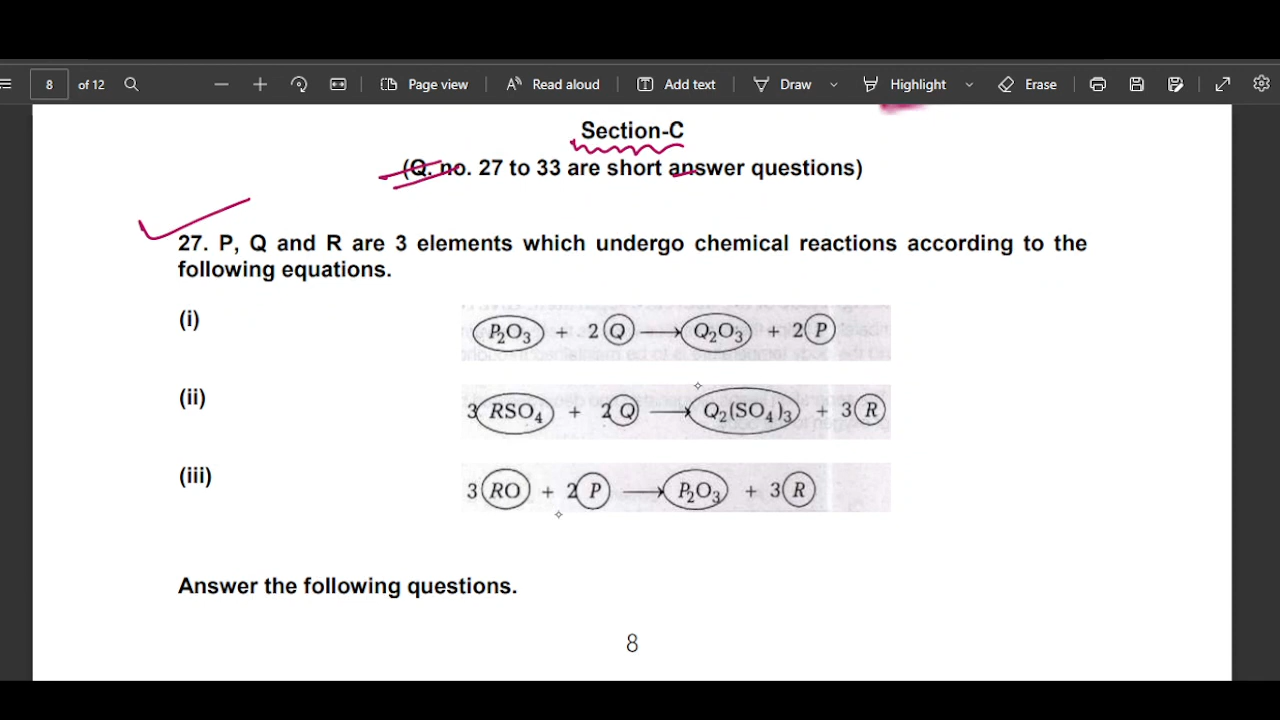 8 of 12 Page view Read aloud Add text Draw Highlight Erase
Section-C
(Q. no. 27 to 33 are short answer questions)
27. P, Q and R are 3 elements which undergo chemical reactions according to the
following equations.
(i) P₂O₃ + 2Q ⟶ Q₂O₃ + 2P
(ii) 3RSO₄ + 2Q ⟶ Q₂(SO₄)₃ + 3R
(iii) 3RO + 2P ⟶ P₂O₃ + 3R
Answer the following questions.
8